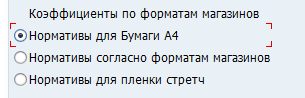 Коэффициенты по форматам магазинов
Нормативы для Бумаги А4
Нормативы согласно форматам магазинов
Нормативы для пленки стретч